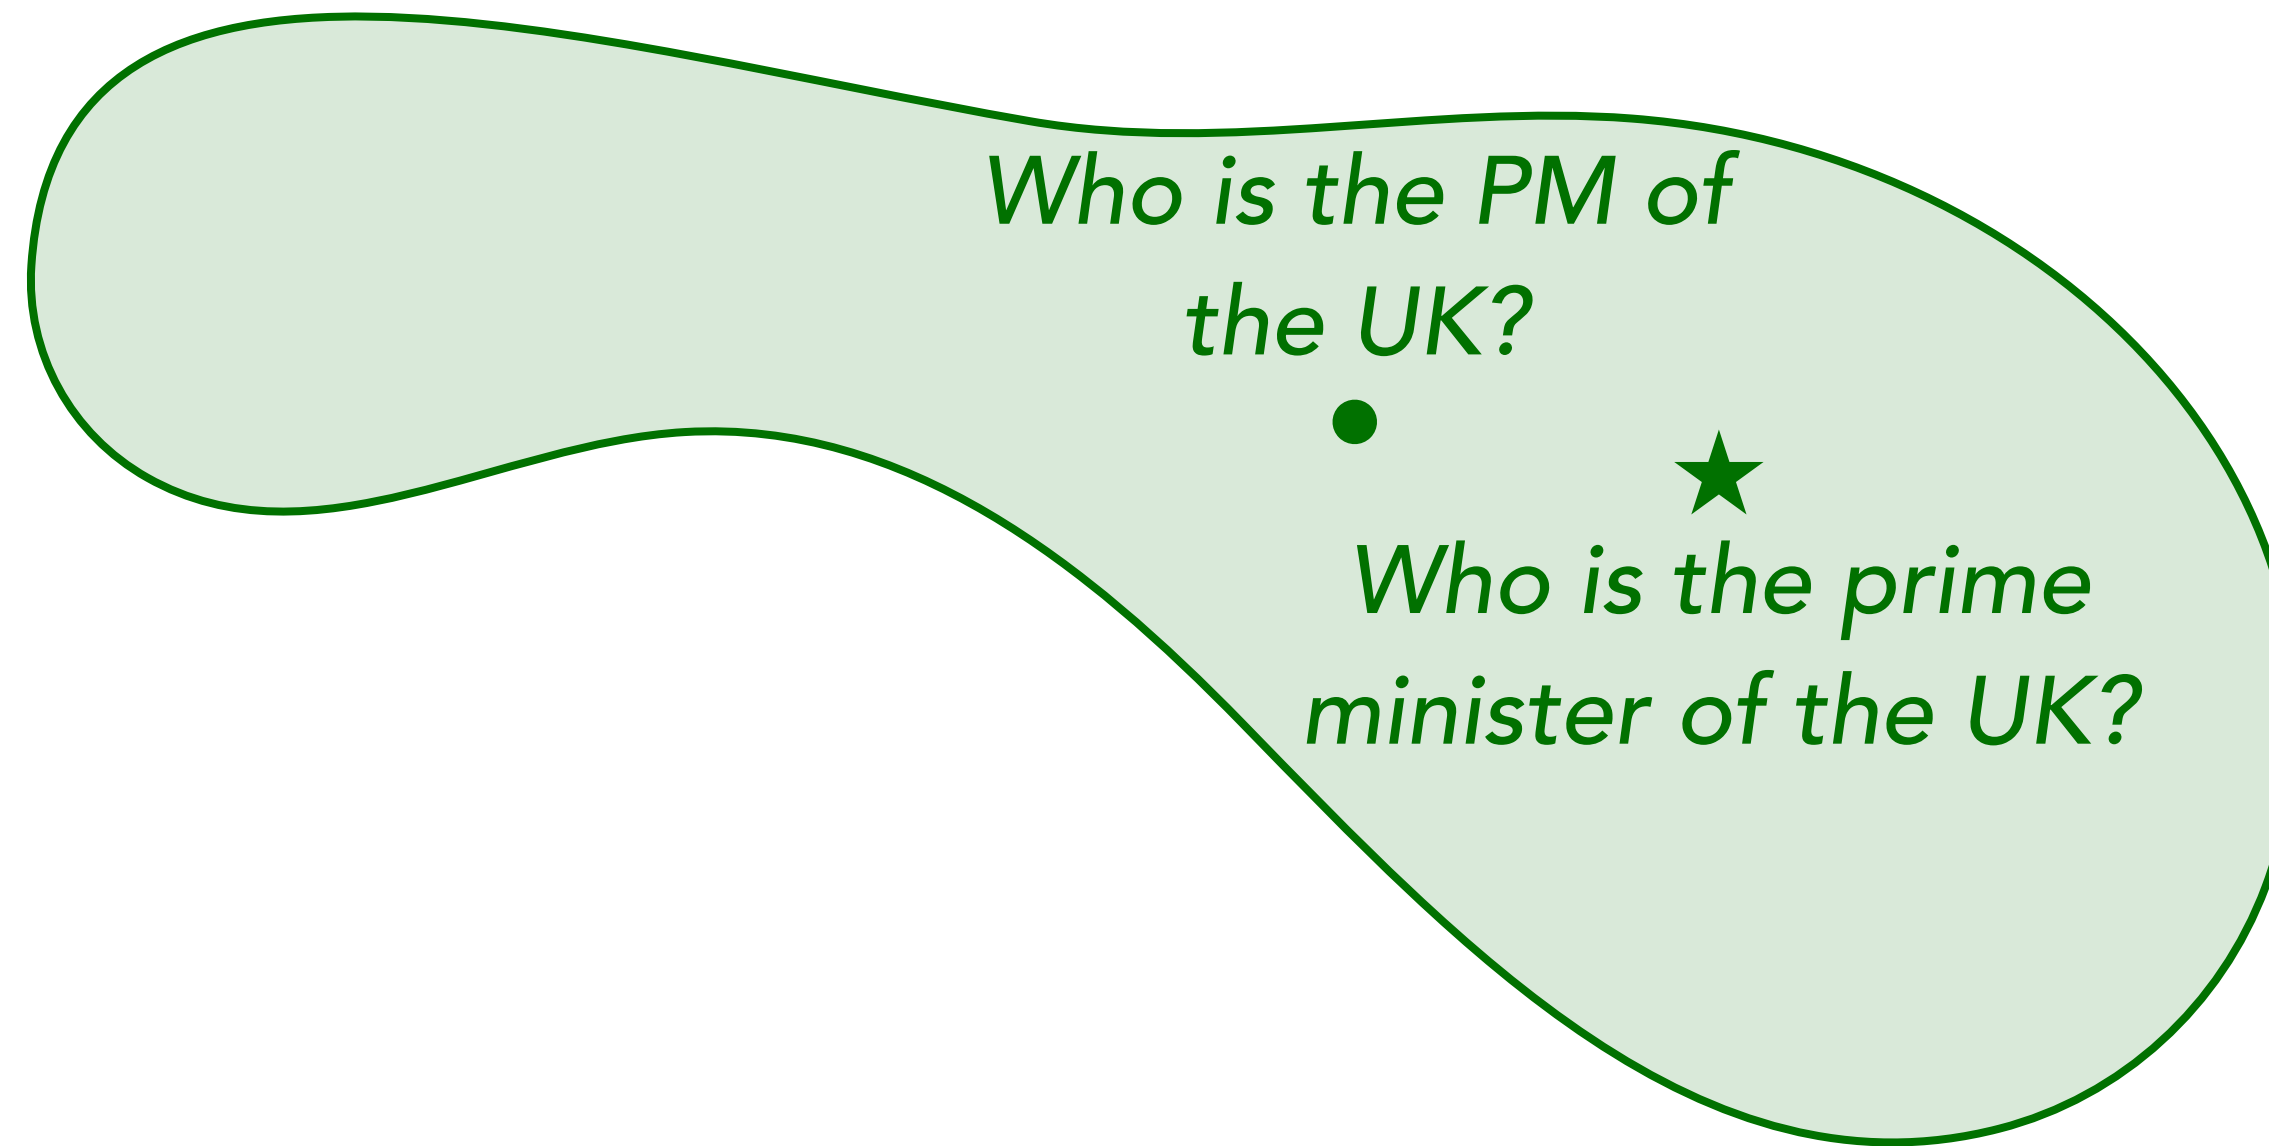 Who is the PM of
the UK?
Who is the prime
minister of the UK?